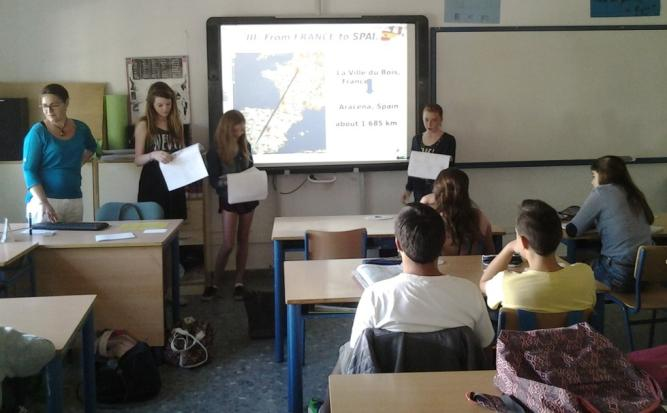 III. From FRANCE to SPAI
La Ville du Bois,
France
Aracena, Spain
about 1 685 km